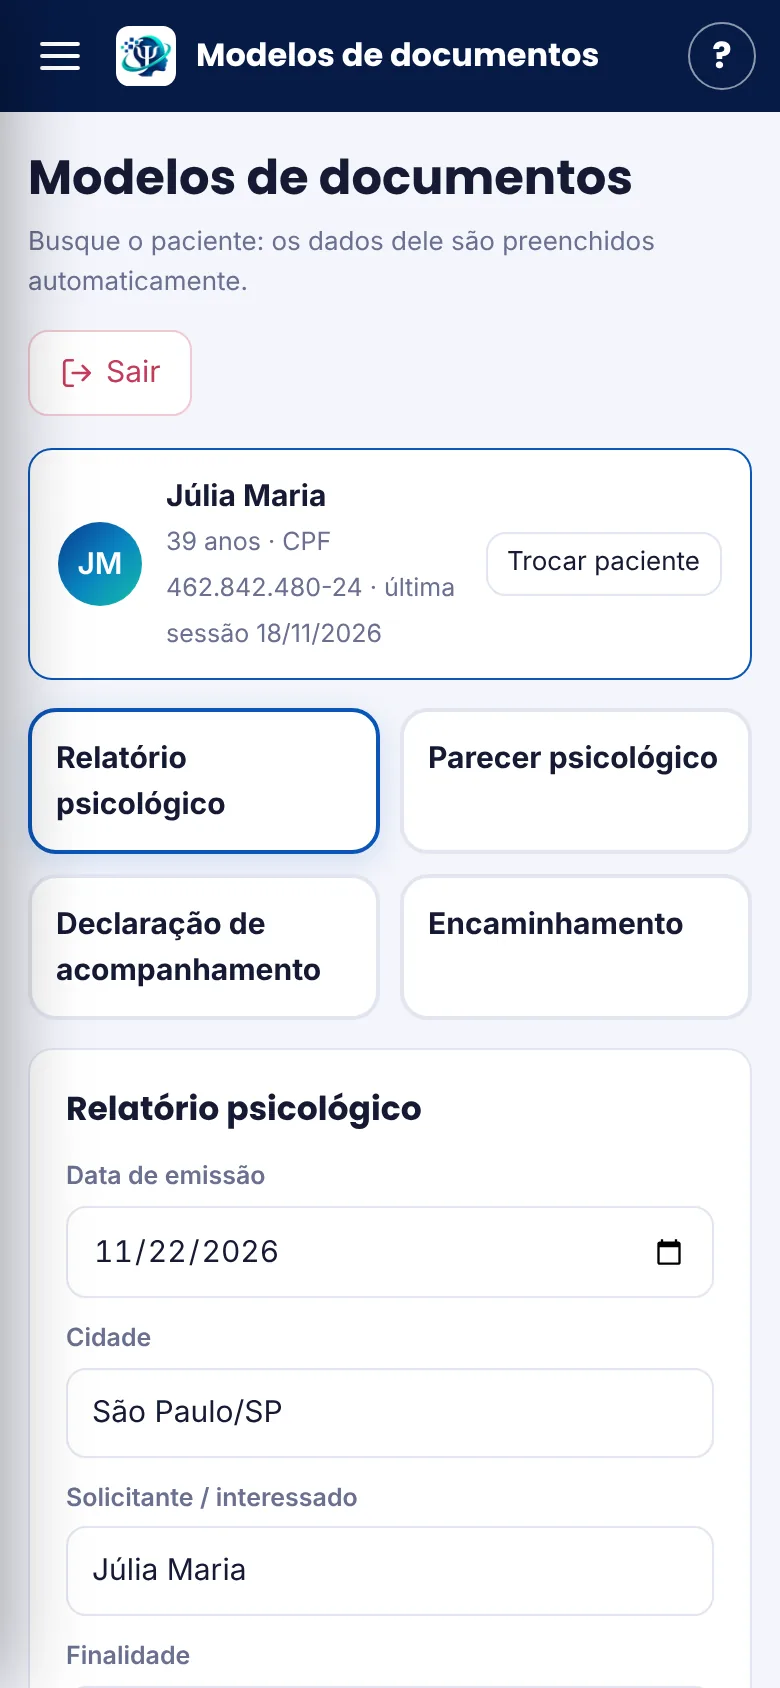 Modelos de documentos
?
Modelos de documentos
Busque o paciente: os dados dele são preenchidos
automaticamente.
Sair
JM
Júlia Maria
39 anos · CPF
462.842.480-24 · última
sessão 18/11/2026
Trocar paciente
Relatório
psicológico
Parecer psicológico
Declaração de
acompanhamento
Encaminhamento
Relatório psicológico
Data de emissão
11/22/2026
Cidade
São Paulo/SP
Solicitante / interessado
Júlia Maria
Finalidade